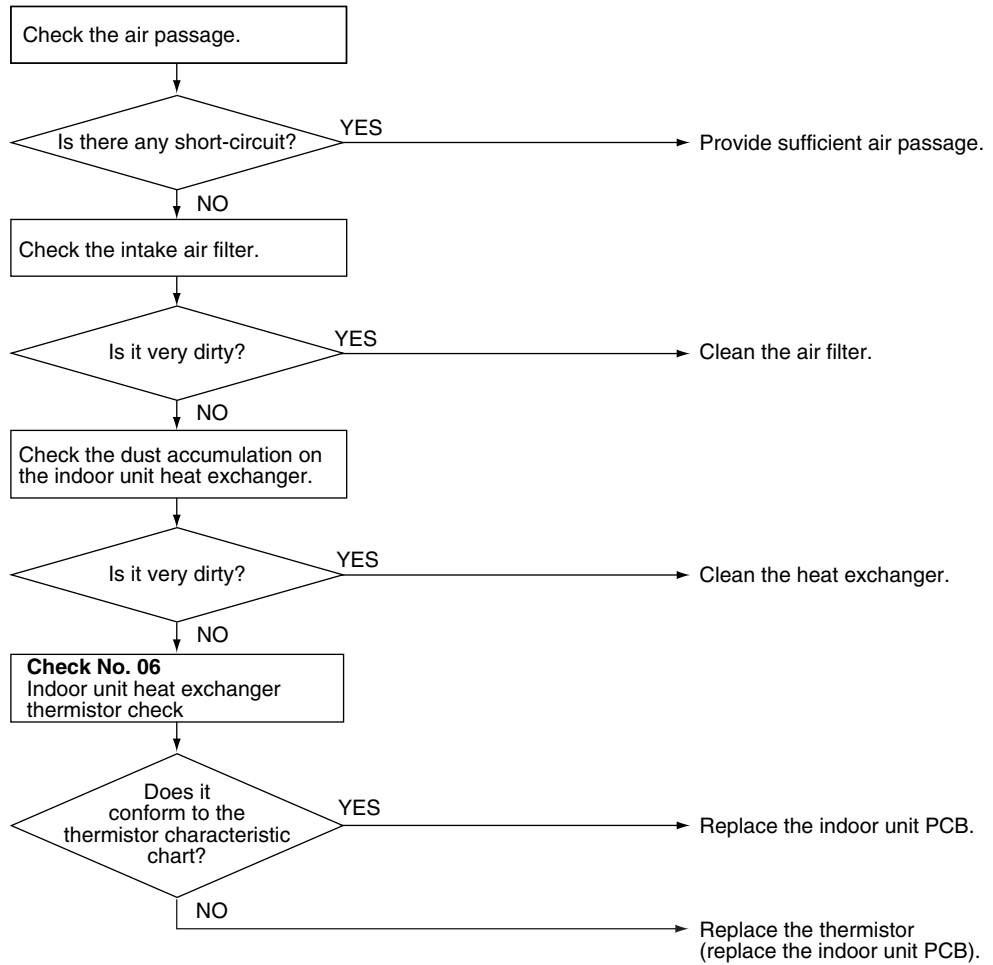 Check the air passage.
Is there any short-circuit?
YES
Provide sufficient air passage.
NO
Check the intake air filter.
Is it very dirty?
YES
Clean the air filter.
NO
Check the dust accumulation on
the indoor unit heat exchanger.
Is it very dirty?
YES
Clean the heat exchanger.
NO
Check No. 06
Indoor unit heat exchanger
thermistor check
Does it
conform to the
thermistor characteristic
chart?
YES
Replace the indoor unit PCB.
NO
Replace the thermistor
(replace the indoor unit PCB).